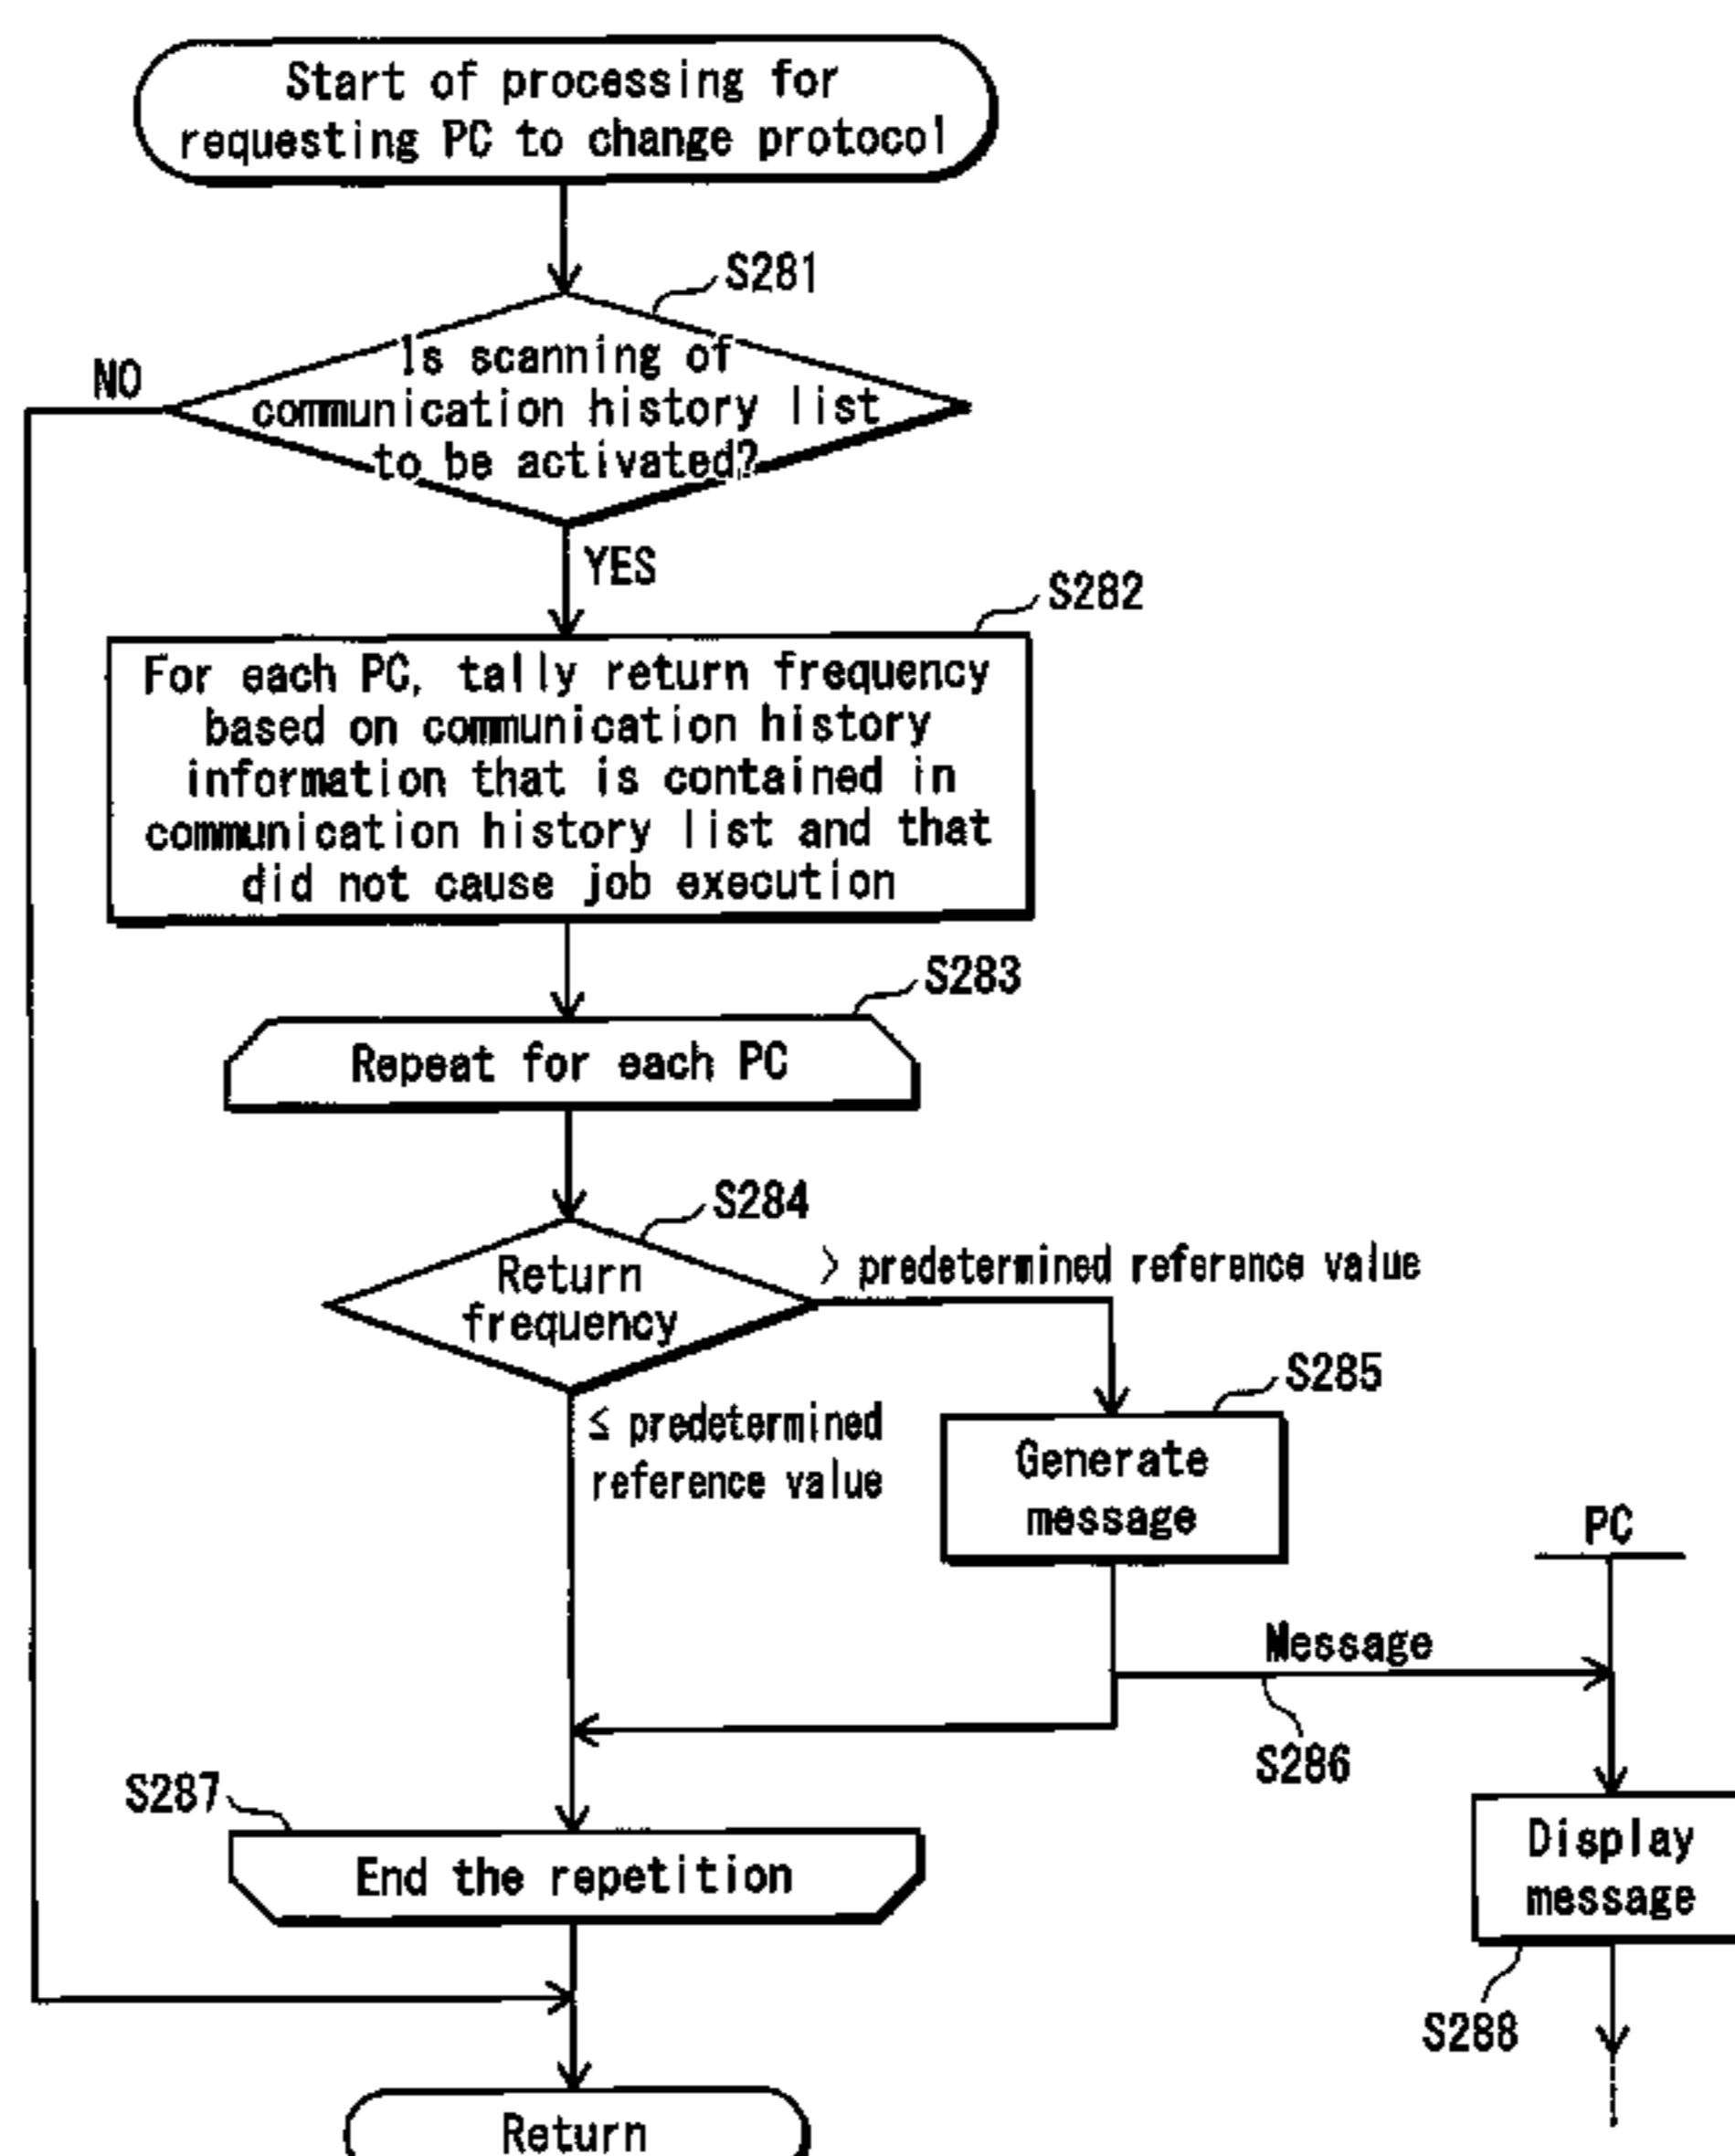 Start of processing for
requesting PC to change protocol
S281
Is scanning of
communication history list
to be activated?
NO
YES
S282
For each PC, tally return frequency
based on communication history
information that is contained in
communication history list and that
did not cause job execution
S283
Repeat for each PC
S284
Return
frequency
> predetermined reference value
≤ predetermined
reference value
S285
Generate
message
PC
Message
S286
S287
End the repetition
Display
message
S288
Return